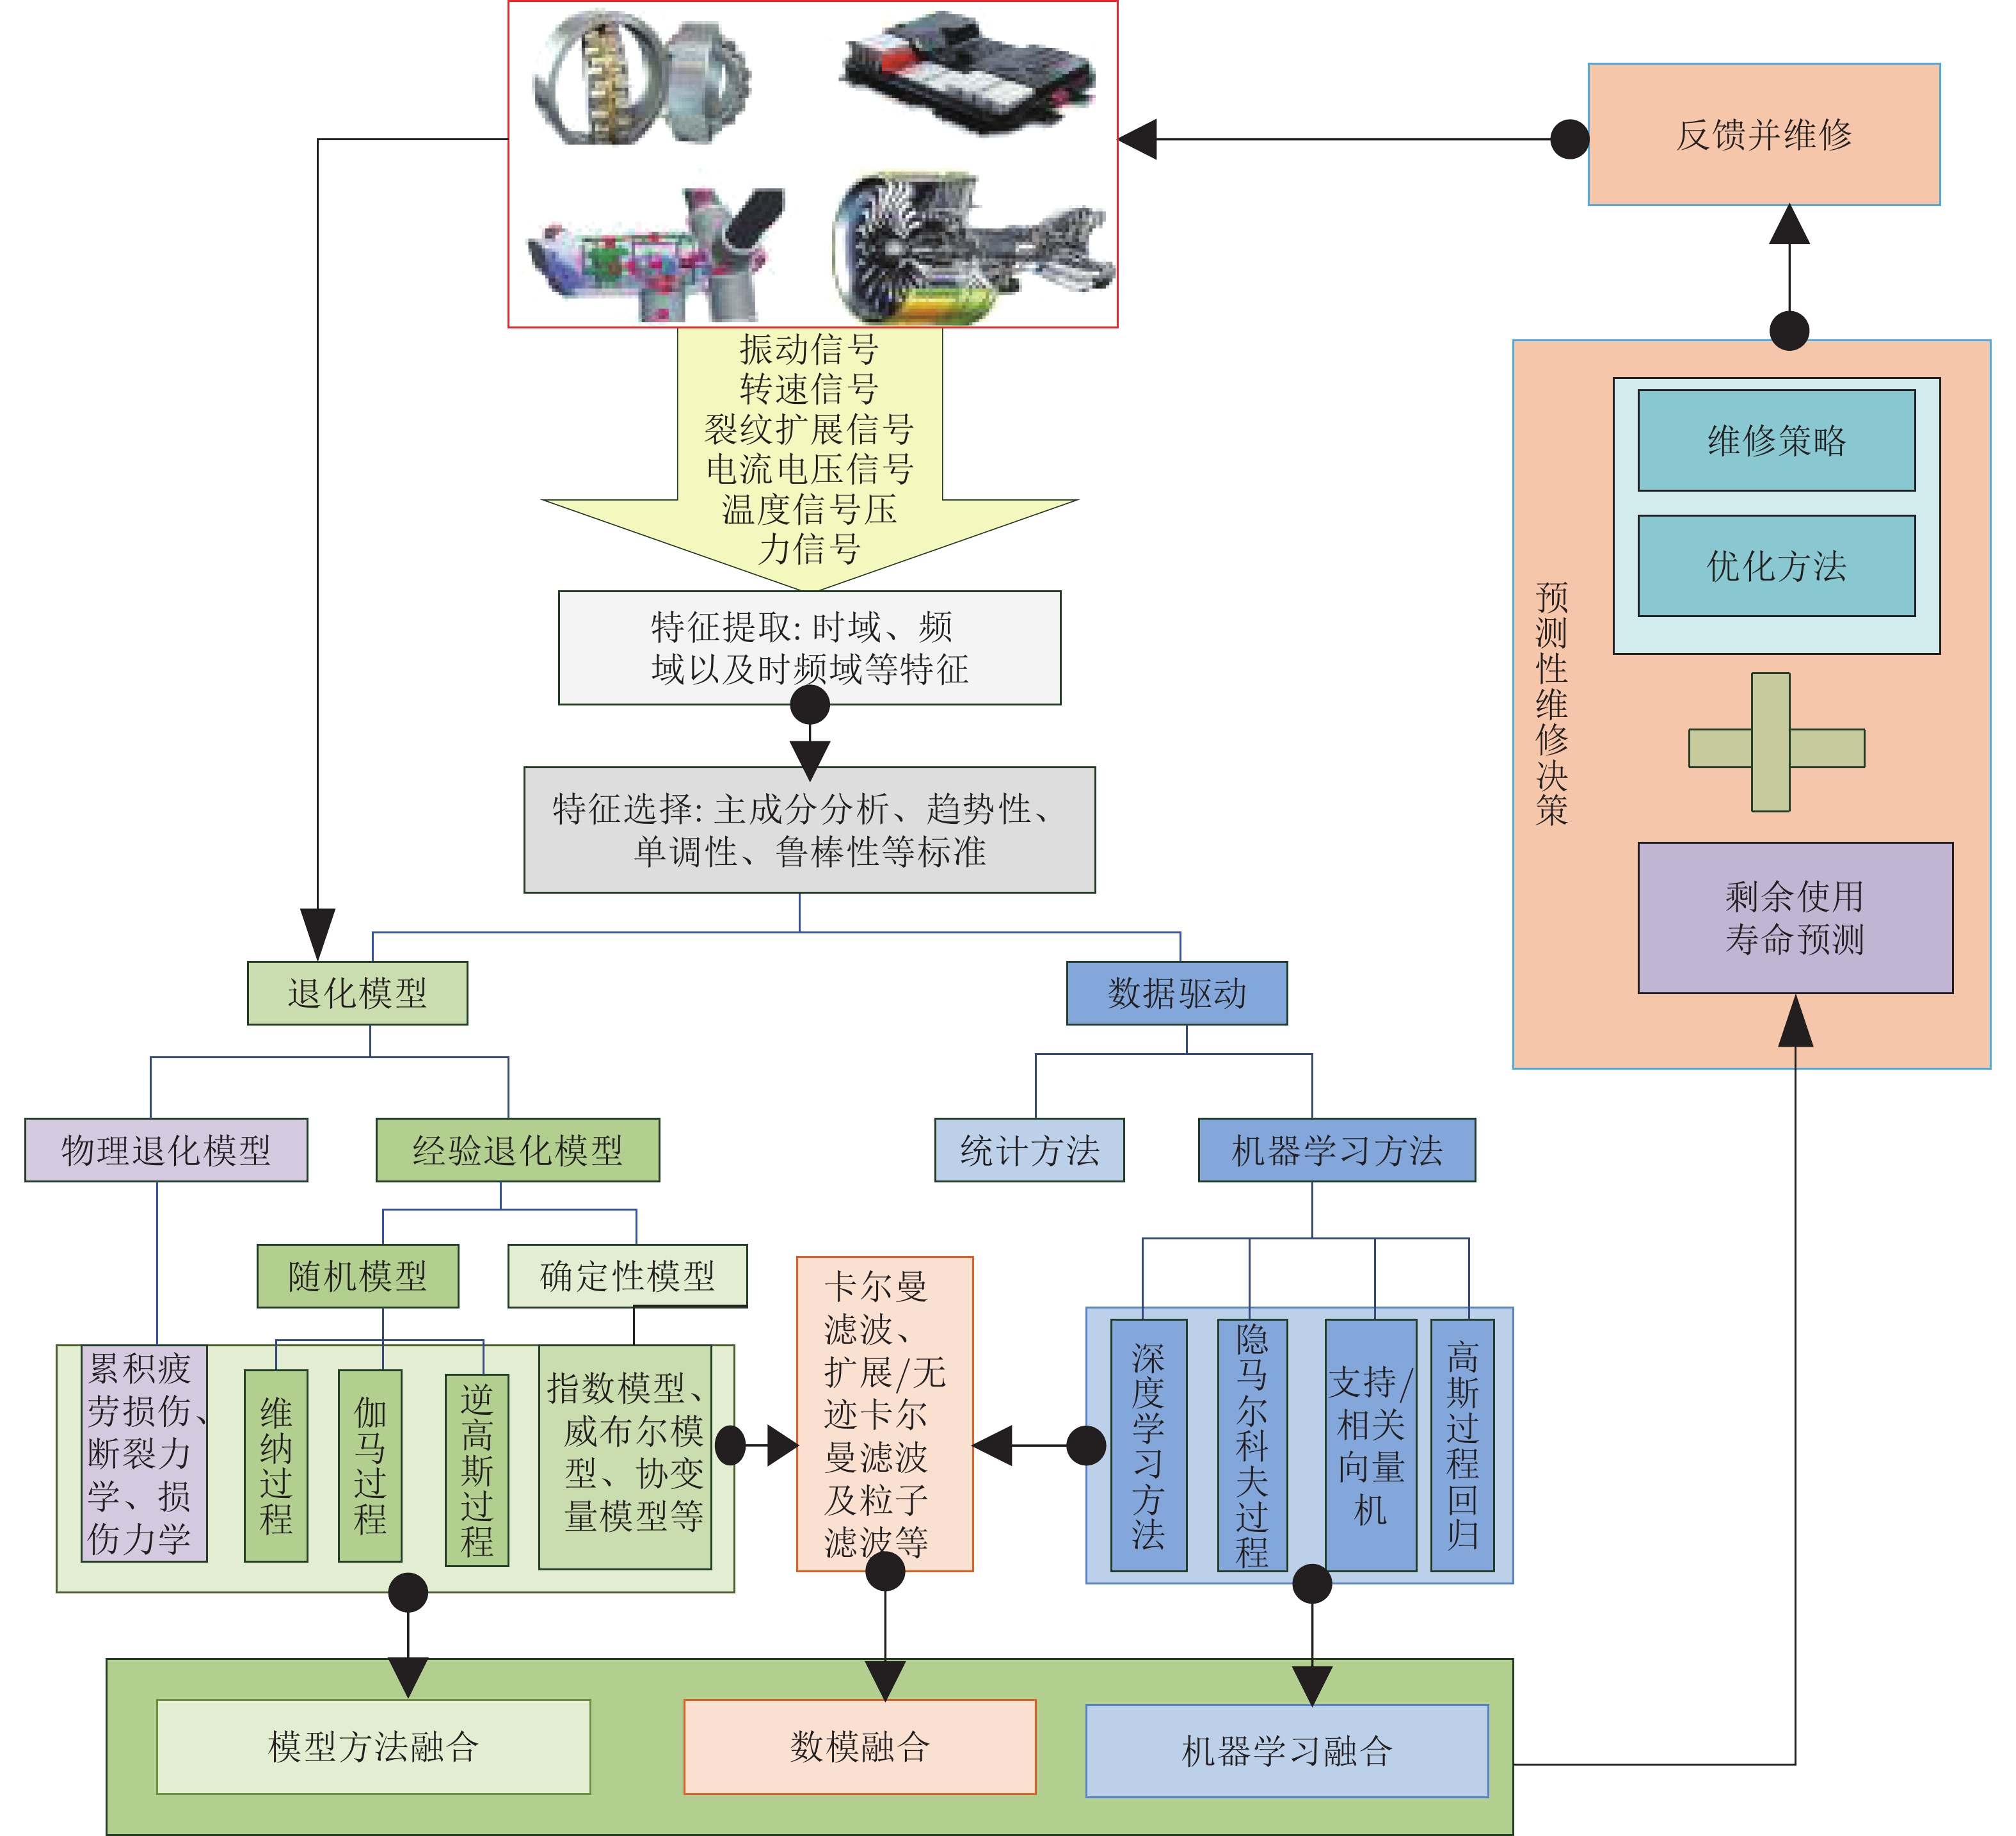 反馈并维修
振动信号
转速信号
裂纹扩展信号
电流电压信号
温度信号压
力信号
维修策略
优化方法
预测性维修决策
剩余使用
寿命预测
特征提取: 时域、频
域以及时频域等特征
特征选择: 主成分分析、趋势性、
单调性、鲁棒性等标准
退化模型
数据驱动
物理退化模型
经验退化模型
统计方法
机器学习方法
随机模型
确定性模型
累积疲
劳损伤、
断裂力
学、损
伤力学
维纳过程
伽马过程
逆高斯过程
指数模型、
威布尔模
型、协变
量模型等
卡尔曼
滤波、
扩展/无
迹卡尔
曼滤波
及粒子
滤波等
深度学习方法
隐马尔科夫过程
支持/
相关
向量
机
高斯过程回归
模型方法融合
数模融合
机器学习融合